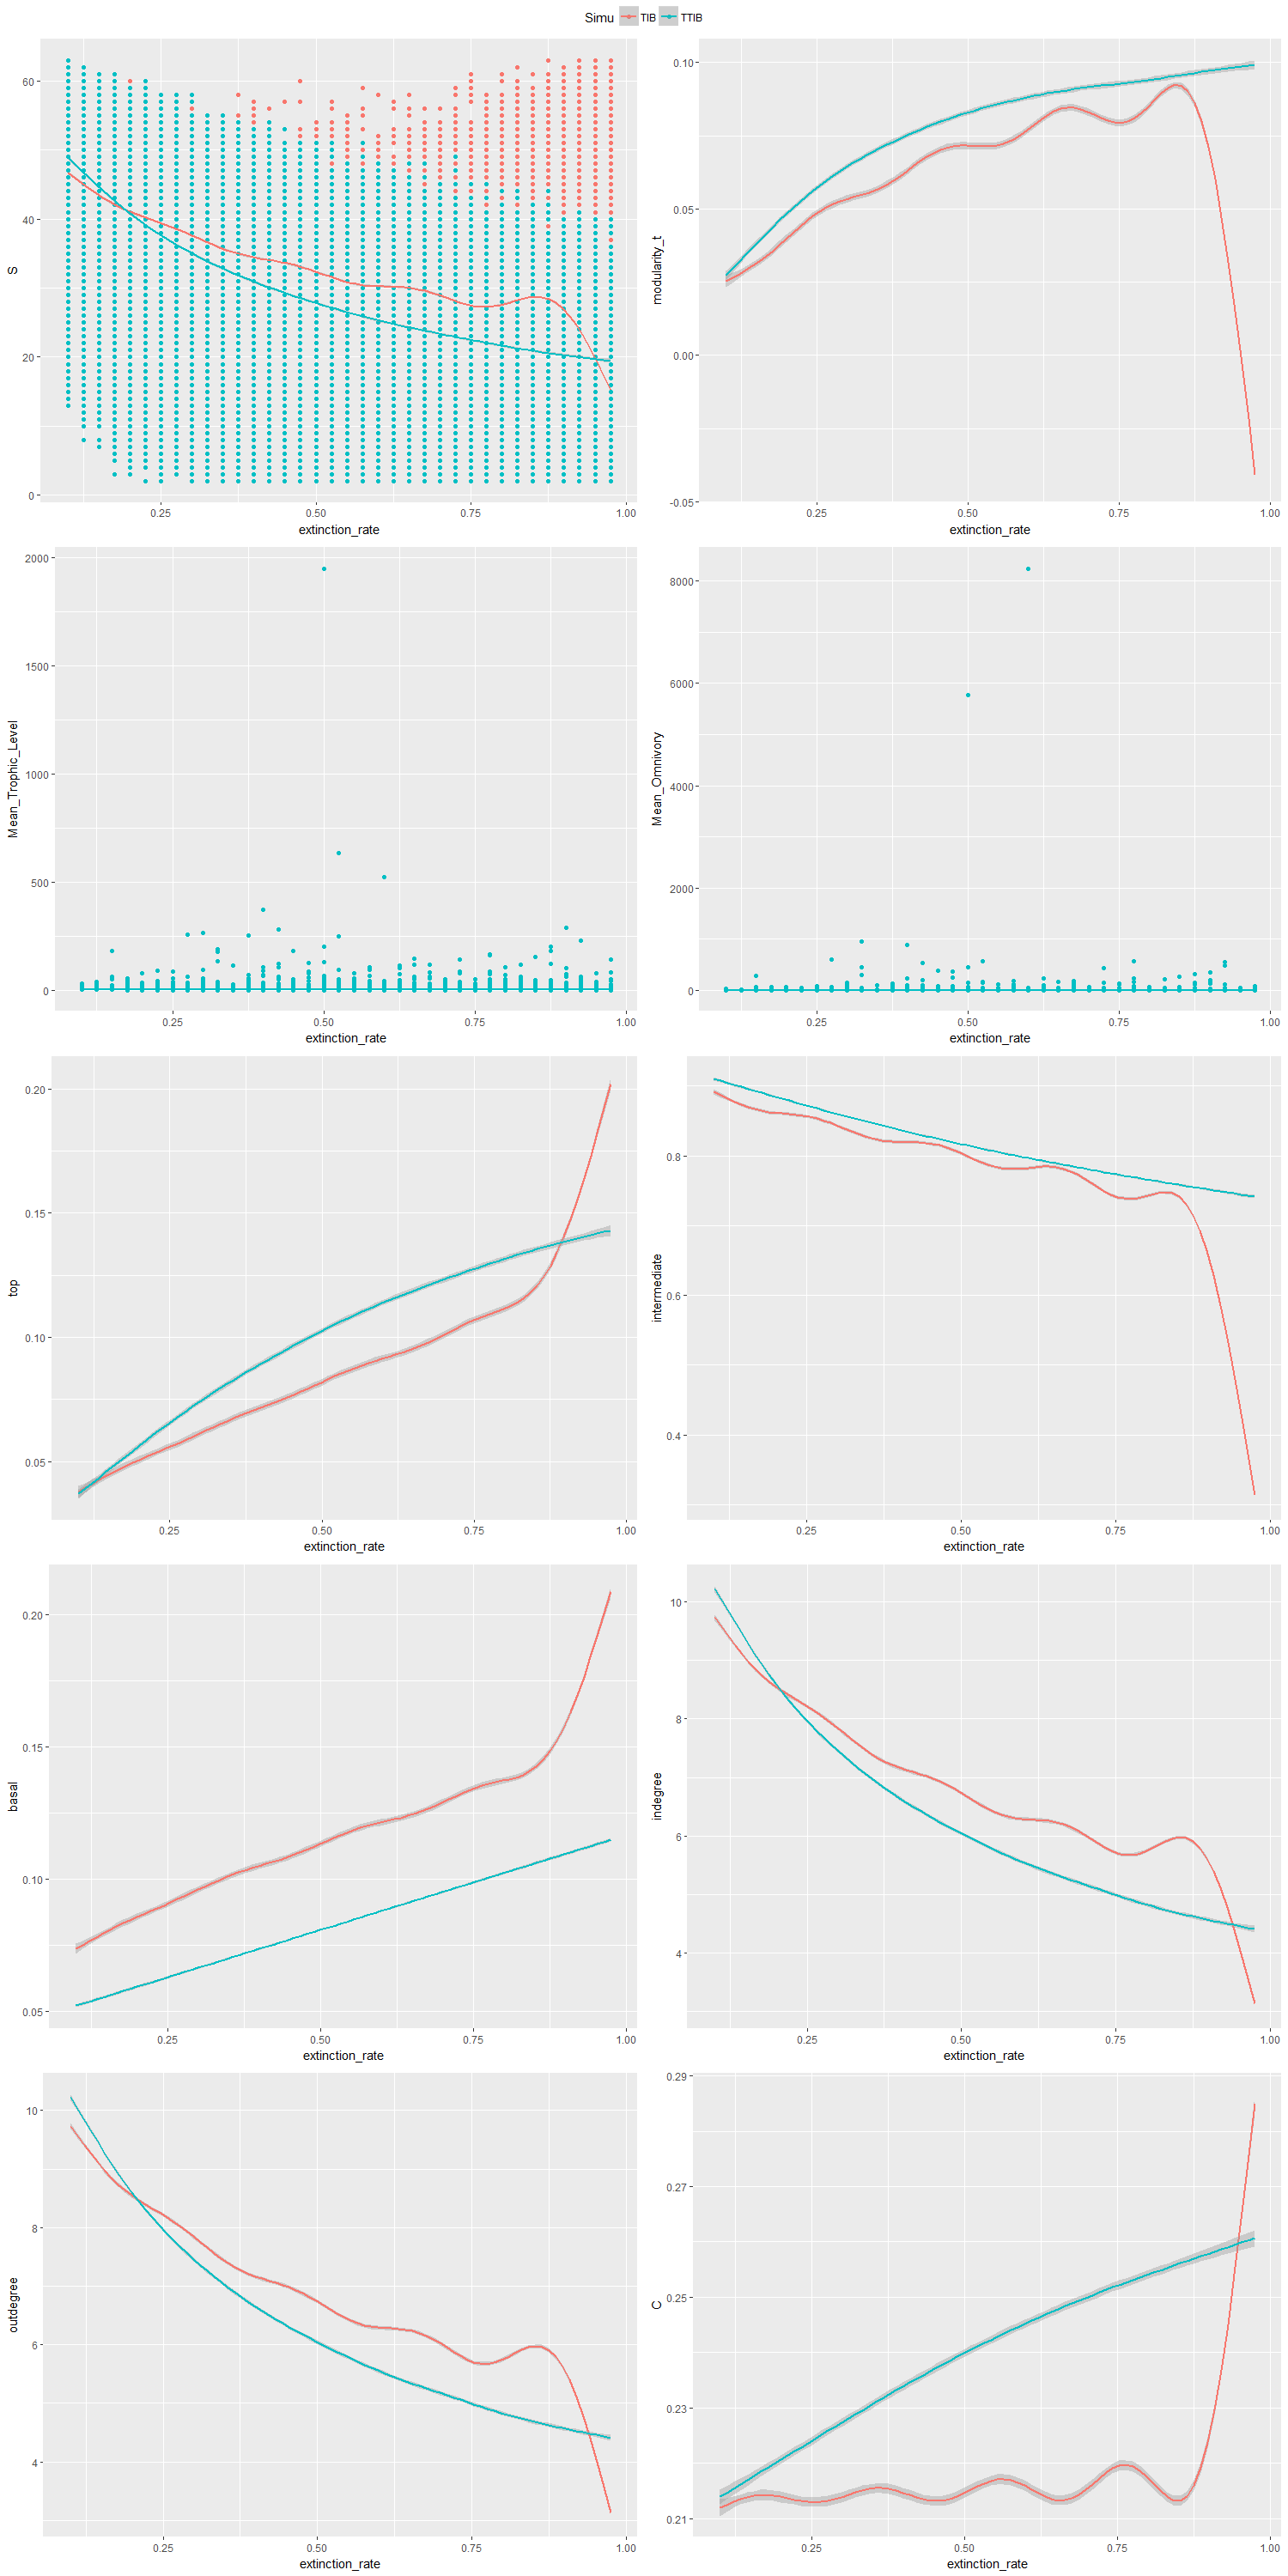 Simu TIB TTIB
60
40
20
0
S
0.25 0.50 0.75 1.00
extinction_rate
0.10
0.05
0.00
-0.05
modularity_t
0.25 0.50 0.75 1.00
extinction_rate
2000
1500
1000
500
0
Mean_Trophic_Level
0.25 0.50 0.75 1.00
extinction_rate
8000
6000
4000
2000
0
Mean_Omnivory
0.25 0.50 0.75 1.00
extinction_rate
0.20
0.15
0.10
0.05
top
0.25 0.50 0.75 1.00
extinction_rate
0.8
0.6
0.4
intermediate
0.25 0.50 0.75 1.00
extinction_rate
0.20
0.15
0.10
0.05
basal
0.25 0.50 0.75 1.00
extinction_rate
10
8
6
4
indegree
0.25 0.50 0.75 1.00
extinction_rate
10
8
6
4
outdegree
0.25 0.50 0.75 1.00
extinction_rate
0.29
0.27
0.25
0.23
0.21
C
0.25 0.50 0.75 1.00
extinction_rate